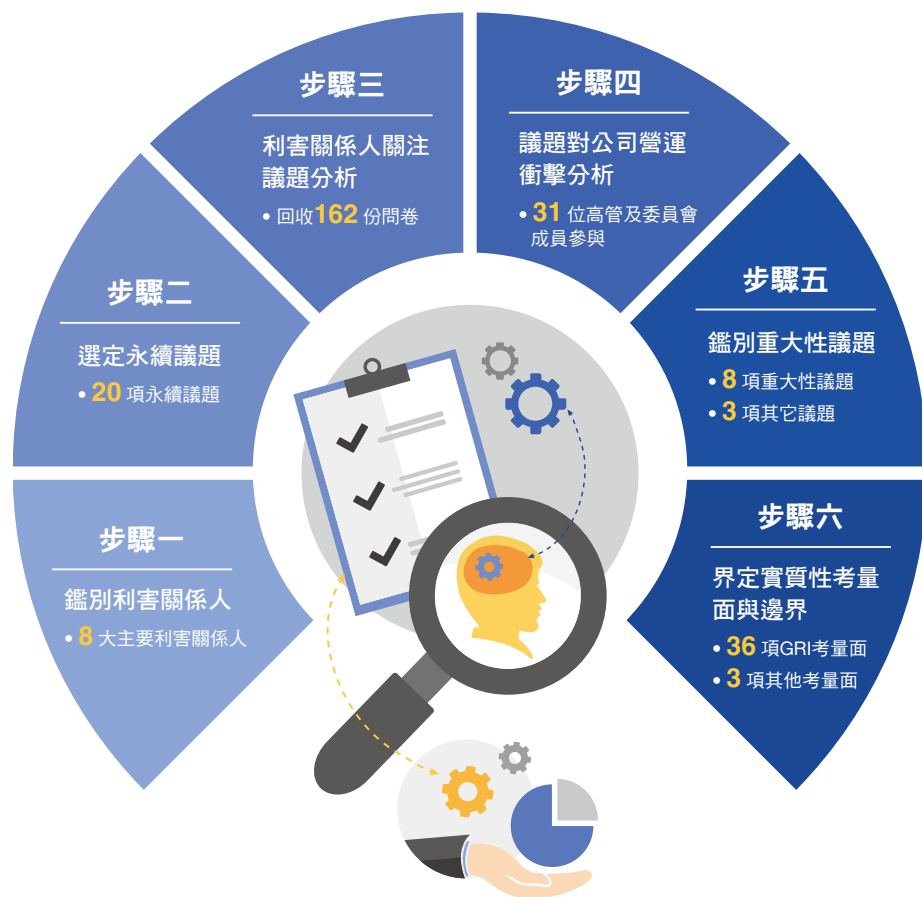 步驟一
鑑別利害關係人
• 8 大主要利害關係人
步驟二
選定永續議題
• 20 項永續議題
步驟三
利害關係人關注
議題分析
• 回收162 份問卷
步驟四
議題對公司營運
衝擊分析
• 31 位高管及委員會
成員參與
步驟五
鑑別重大性議題
• 8 項重大性議題
• 3 項其它議題
步驟六
界定實質性考量
面與邊界
• 36 項GRI考量面
• 3 項其他考量面